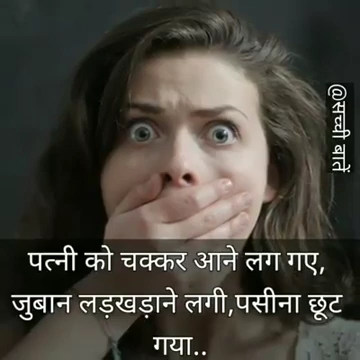 @सच्ची बातें
पत्नी को चक्कर आने लग गए,
जुबान लड़खड़ाने लगी,पसीना छूट
गया..